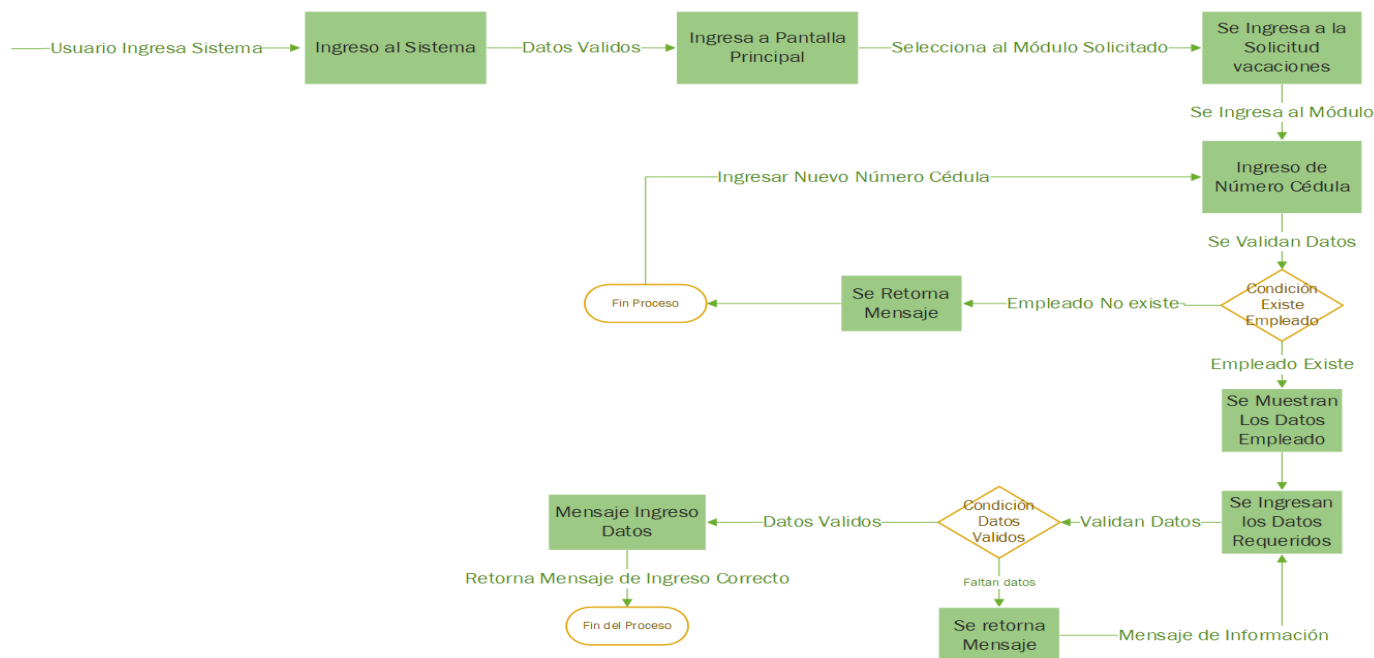 Usuario Ingresa Sistema
Ingreso al Sistema
Datos Validos
Ingresa a Pantalla
Principal
Selecciona al Módulo Solicitado
Se Ingresa a la
Solicitud
vacaciones
Se Ingresa al Módulo
Ingreso de
Número Cédula
Ingresar Nuevo Número Cédula
Se Validan Datos
Condición
Existe
Empleado
Empleado No existe
Se Retorna
Mensaje
Fin Proceso
Empleado Existe
Se Muestran
Los Datos
Empleado
Se Ingresan
los Datos
Requeridos
Validan Datos
Condición
Datos
Validos
Datos Validos
Mensaje Ingreso
Datos
Retorna Mensaje de Ingreso Correcto
Fin del Proceso
Faltan datos
Se retorna
Mensaje
Mensaje de Información